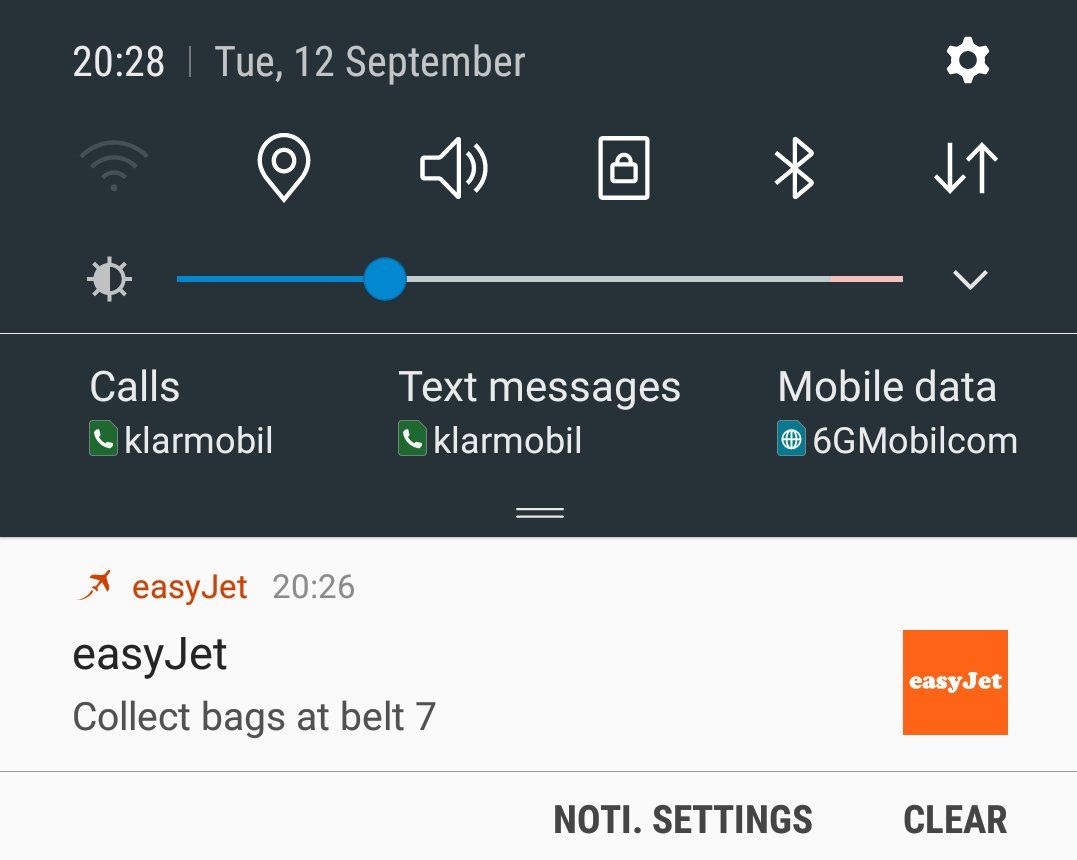 20:28 | Tue, 12 September
Calls Text messages Mobile data
klarmobil klarmobil 6GMobilcom
easyJet 20:26
easyJet
easyJet
Collect bags at belt 7
NOTI. SETTINGS CLEAR